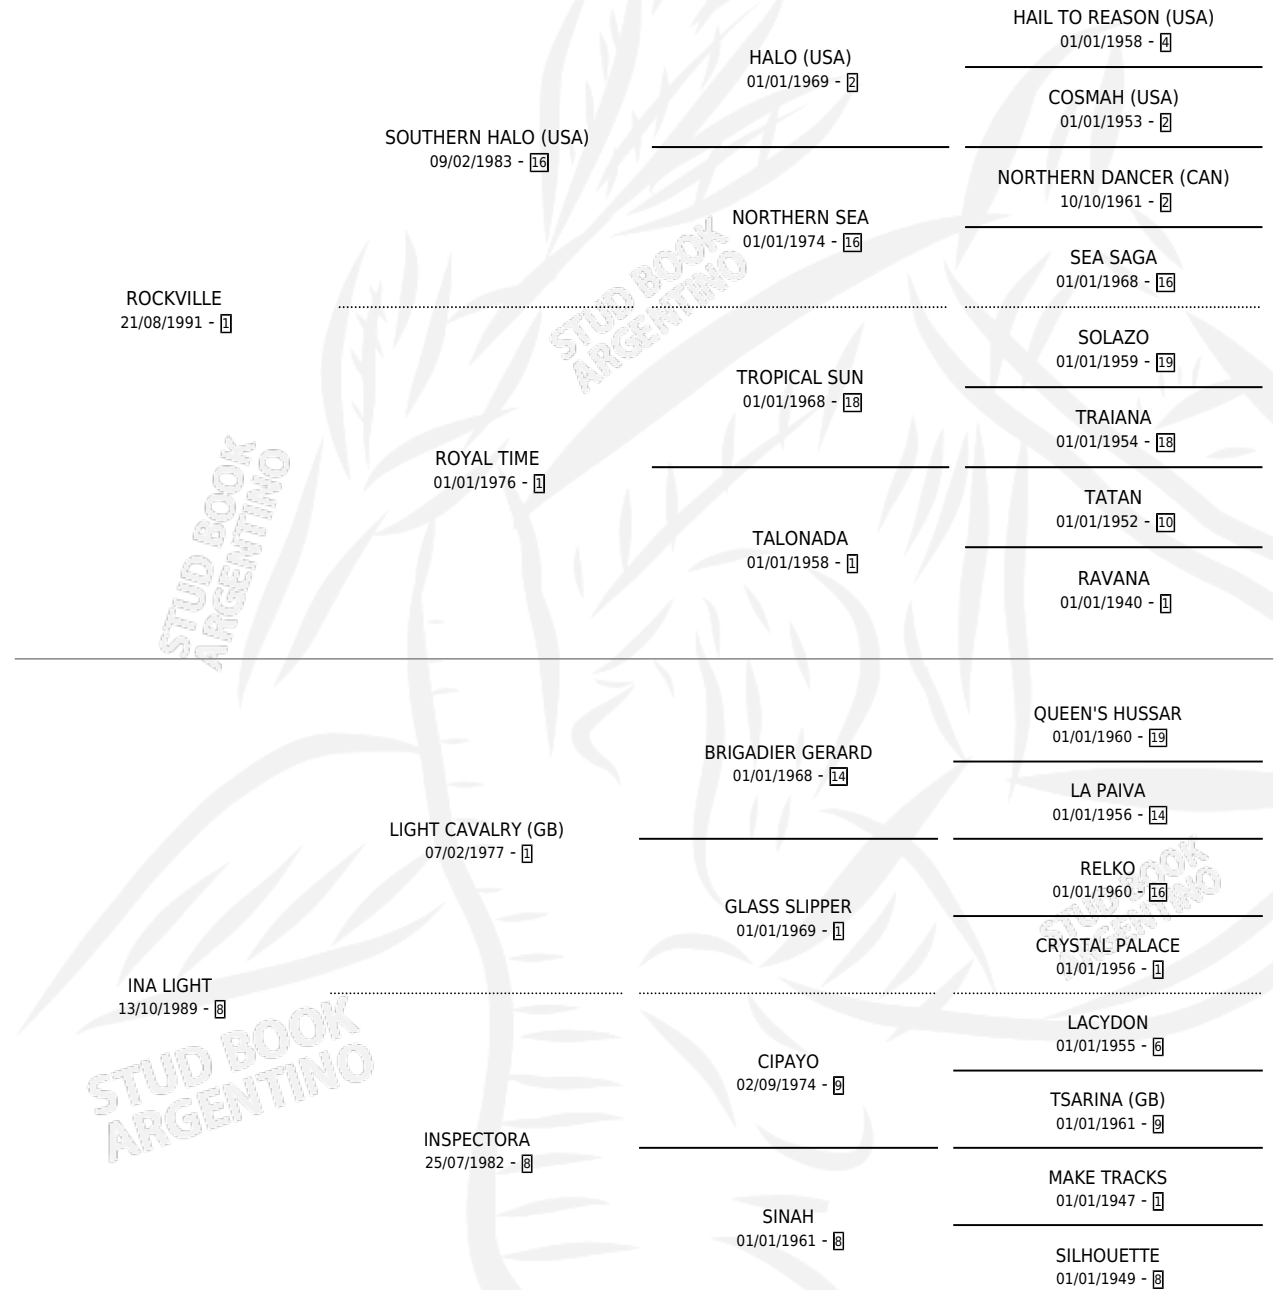 HAIL TO REASON (USA)
01/01/1958 - 4
HALO (USA)
01/01/1969 - 2
COSMAH (USA)
01/01/1953 - 2
SOUTHERN HALO (USA)
09/02/1983 - 16
NORTHERN DANCER (CAN)
10/10/1961 - 2
NORTHERN SEA
01/01/1974 - 16
SEA SAGA
01/01/1968 - 16
ROCKVILLE
21/08/1991 - 1
STUD BOOK
ARGENTINO
SOLAZO
01/01/1959 - 19
TROPICAL SUN
01/01/1968 - 18
TRAIANA
01/01/1954 - 18
ROYAL TIME
01/01/1976 - 1
TATAN
01/01/1952 - 10
TALONADA
01/01/1958 - 1
RAVANA
01/01/1940 - 1
STUD BOOK
ARGENTINO
QUEEN'S HUSSAR
01/01/1960 - 19
BRIGADIER GERARD
01/01/1968 - 14
LA PAIVA
01/01/1956 - 14
LIGHT CAVALRY (GB)
07/02/1977 - 1
RELKO
01/01/1960 - 16
GLASS SLIPPER
01/01/1969 - 1
STUD BOOK
ARGENTINO
CRYSTAL PALACE
01/01/1956 - 1
INA LIGHT
13/10/1989 - 8
LACYDON
01/01/1955 - 6
CIPAYO
02/09/1974 - 9
STUD BOOK
ARGENTINO
TSARINA (GB)
01/01/1961 - 9
INSPECTORA
25/07/1982 - 8
MAKE TRACKS
01/01/1947 - 1
SINAH
01/01/1961 - 8
SILHOUETTE
01/01/1949 - 8